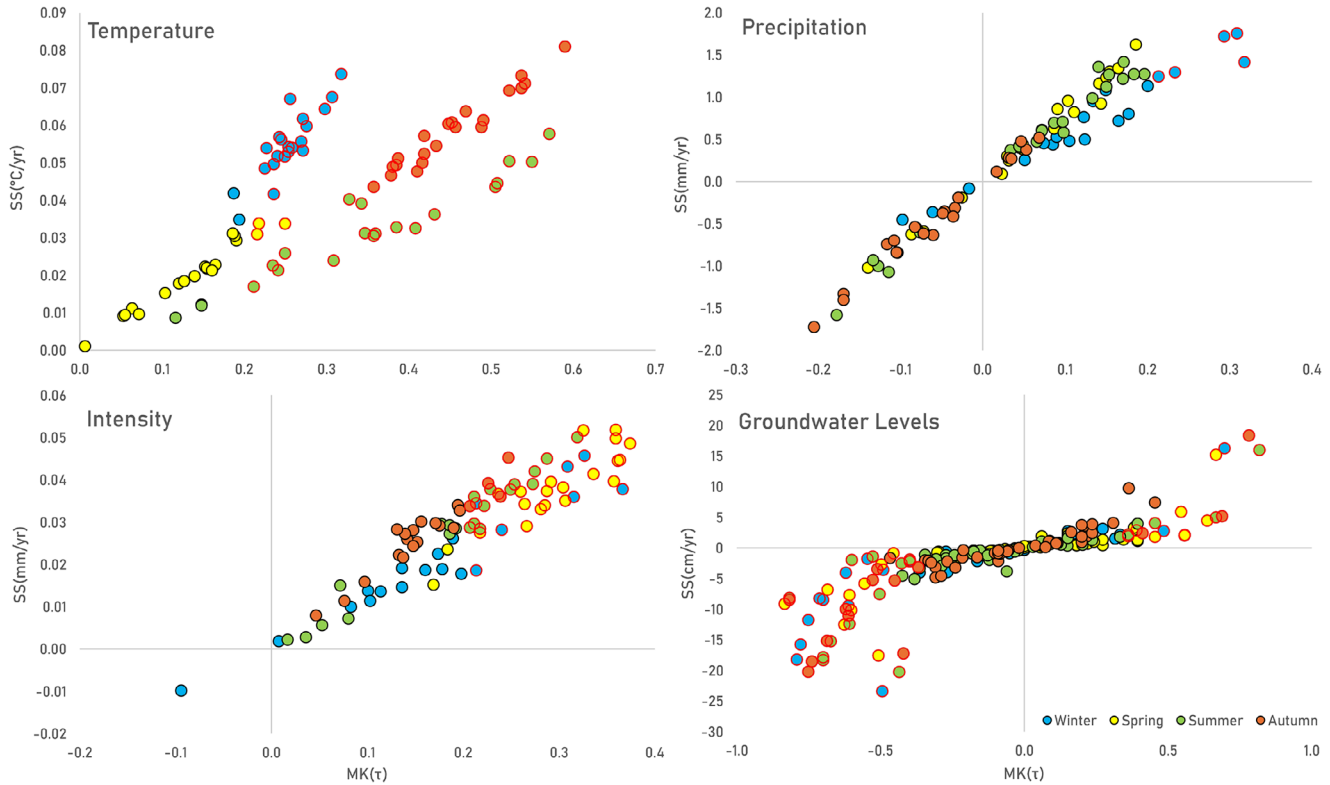 Temperature
SS(°C/yr)
0.09
0.08
0.07
0.06
0.05
0.04
0.03
0.02
0.01
0.00
0.0 0.1 0.2 0.3 0.4 0.5 0.6 0.7
Precipitation
SS(mm/yr)
2.0
1.5
1.0
0.5
0.0
-0.5
-1.0
-1.5
-2.0
-0.3 -0.2 -0.1 0.0 0.1 0.2 0.3 0.4
Intensity
SS(mm/yr)
0.06
0.05
0.04
0.03
0.02
0.01
0.00
-0.01
-0.02
-0.2 -0.1 0.0 0.1 0.2 0.3 0.4
MK(τ)
Groundwater Levels
SS(cm/yr)
25
20
15
10
5
0
-5
-10
-15
-20
-25
-30
Winter Spring Summer Autumn
-1.0 -0.5 0.0 0.5 1.0
MK(τ)